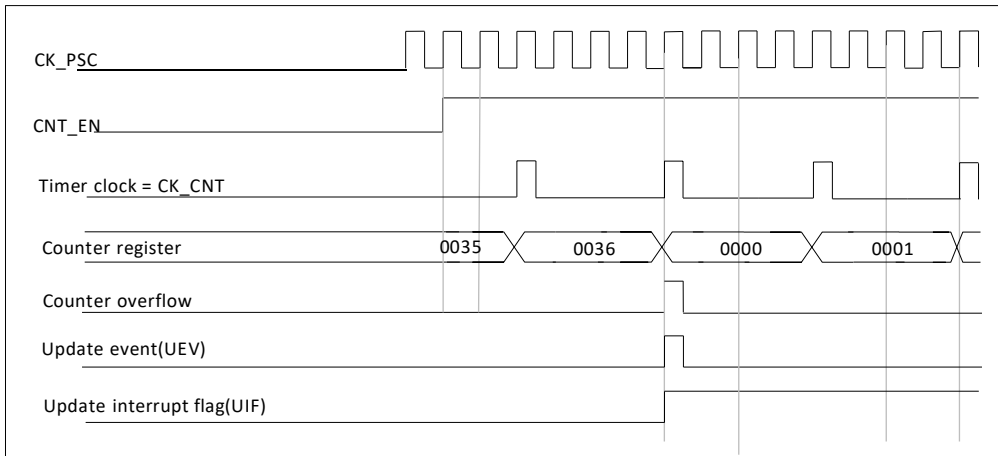 CK_PSC
CNT_EN
Timer clock = CK_CNT
Counter register
0035
0036
0000
0001
Counter overflow
Update event(UEV)
Update interrupt flag(UIF)